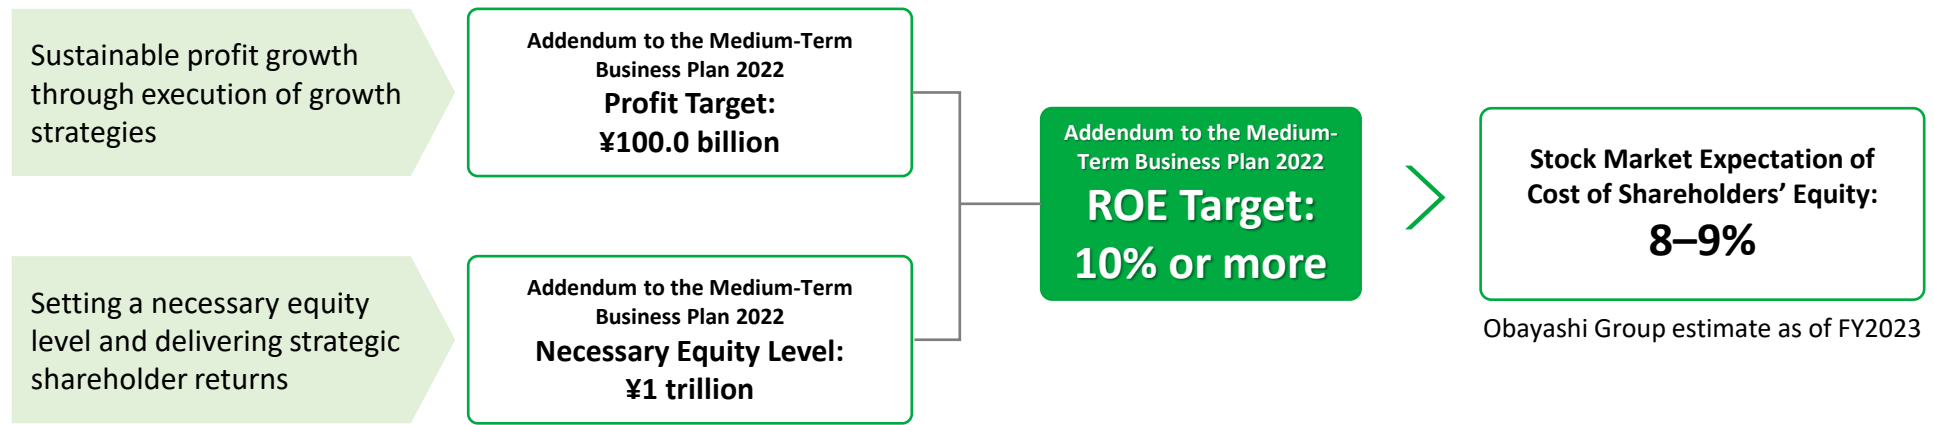 Sustainable profit growth
through execution of growth
strategies
Addendum to the Medium-Term
Business Plan 2022
Profit Target:
¥100.0 billion
Setting a necessary equity
level and delivering strategic
shareholder returns
Addendum to the Medium-Term
Business Plan 2022
Necessary Equity Level:
¥1 trillion
Addendum to the Medium-
Term Business Plan 2022
ROE Target:
10% or more
Stock Market Expectation of
Cost of Shareholders’ Equity:
8–9%
Obayashi Group estimate as of FY2023